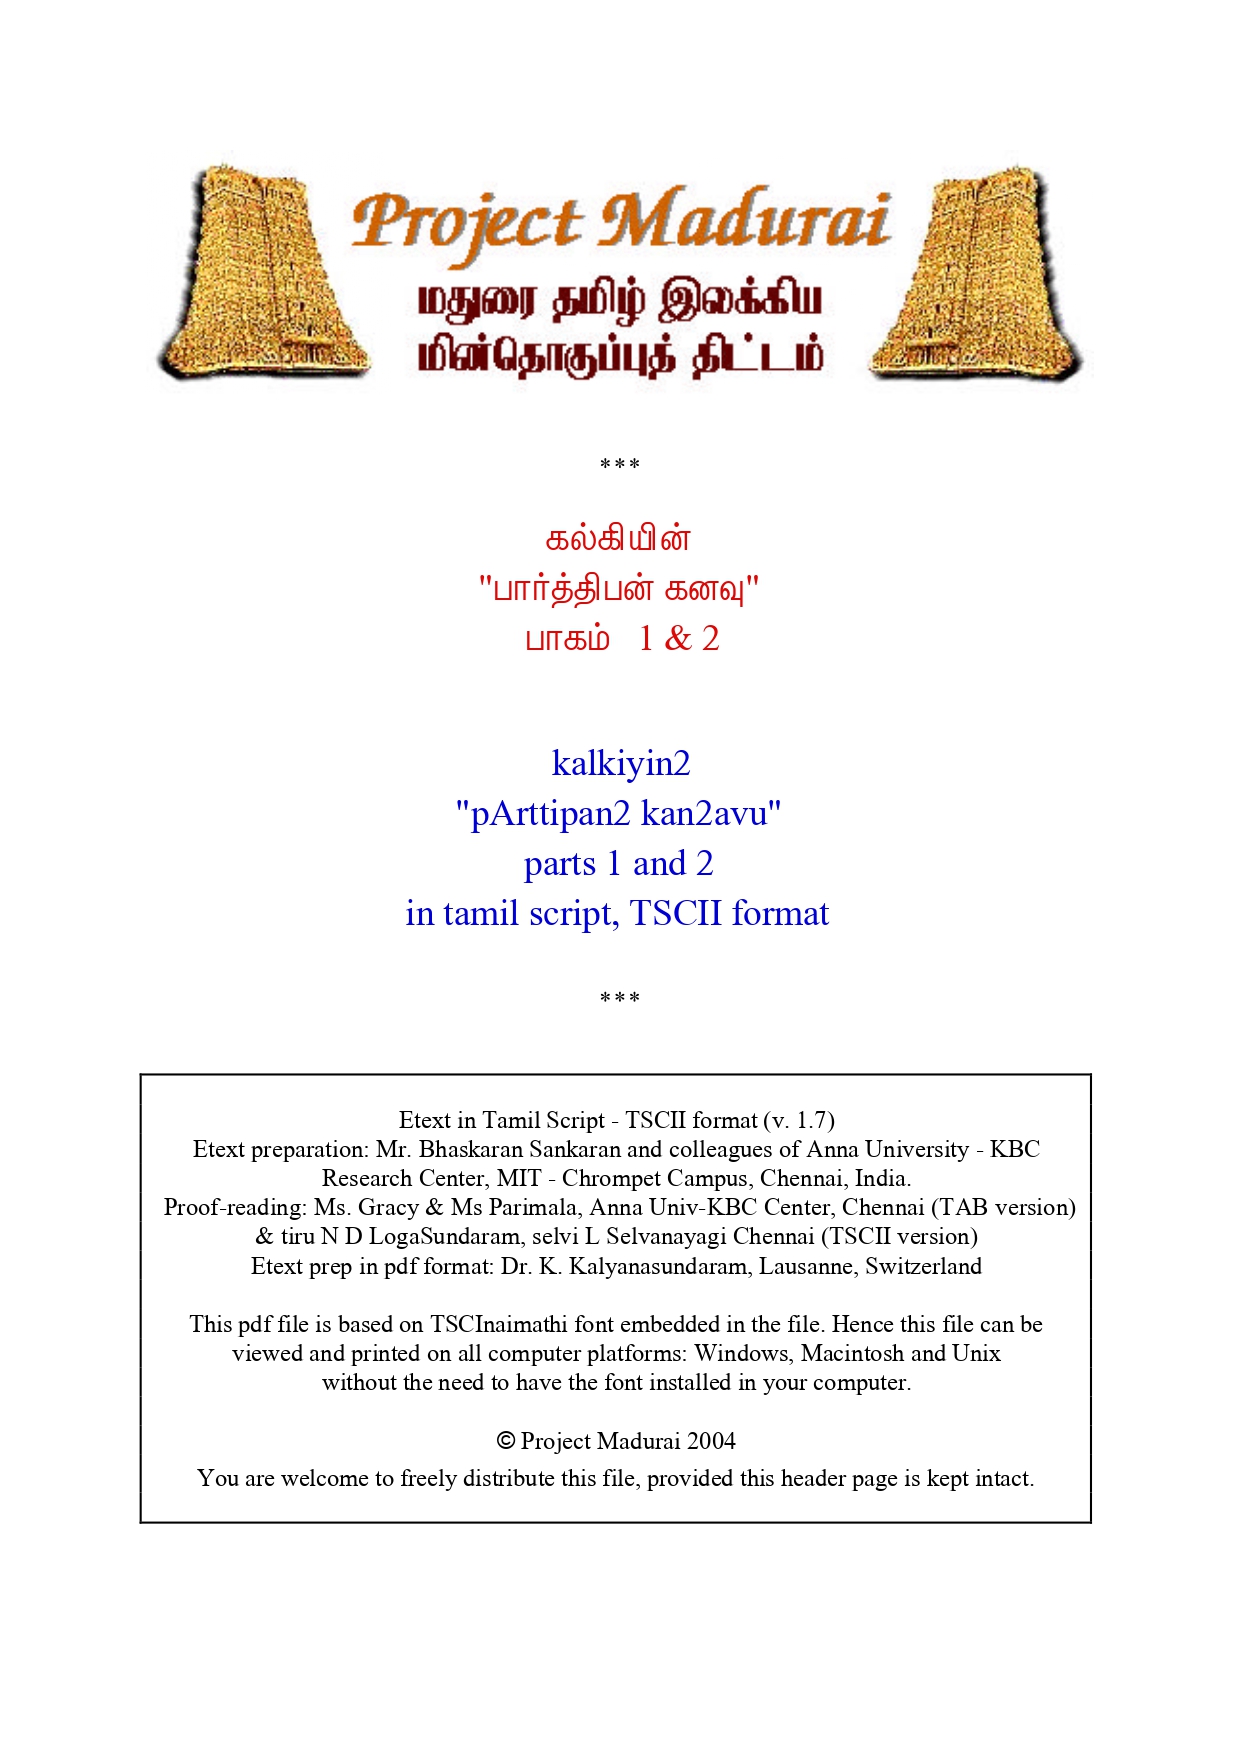 Project Madurai
மதுரை தமிழ் இலக்கிய
மின்தொகுப்புத் திட்டம்
***
கல்கியின்
"பார்த்திபன் கனவு"
பாகம் 1 & 2
kalkiyin2
"pArttipan2 kan2avu"
parts 1 and 2
in tamil script, TSCII format
***
Etext in Tamil Script - TSCII format (v. 1.7)
Etext preparation: Mr. Bhaskaran Sankaran and colleagues of Anna University - KBC
Research Center, MIT - Chrompet Campus, Chennai, India.
Proof-reading: Ms. Gracy & Ms Parimala, Anna Univ-KBC Center, Chennai (TAB version)
& tiru N D LogaSundaram, selvi L Selvanayagi Chennai (TSCII version)
Etext prep in pdf format: Dr. K. Kalyanasundaram, Lausanne, Switzerland
This pdf file is based on TSCInaimathi font embedded in the file. Hence this file can be
viewed and printed on all computer platforms: Windows, Macintosh and Unix
without the need to have the font installed in your computer.
© Project Madurai 2004
You are welcome to freely distribute this file, provided this header page is kept intact.